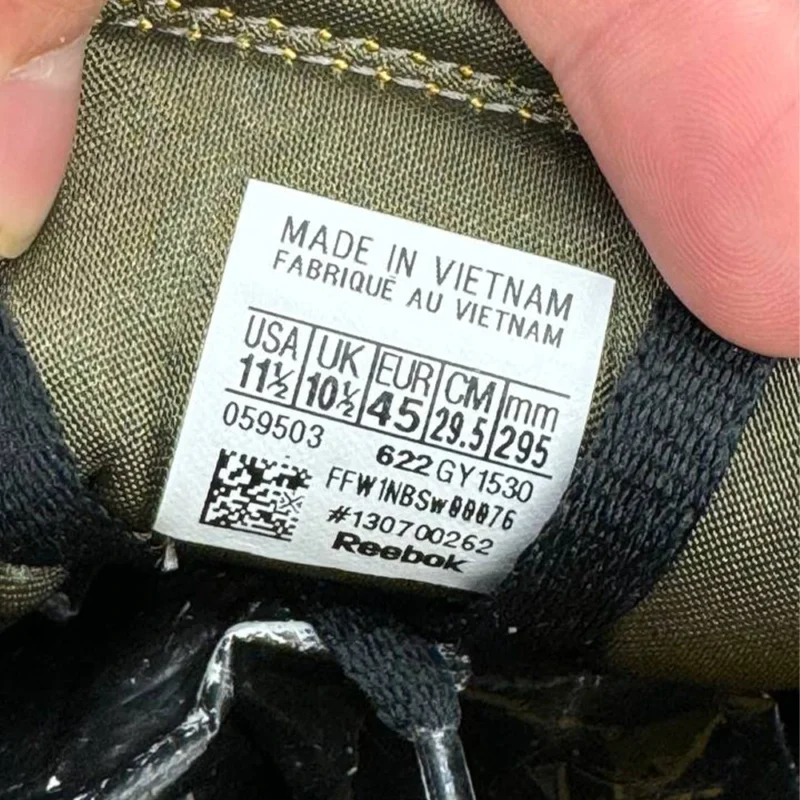 MADE IN VIETNAM
FABRIQUÉ AU VIETNAM
USA UK EUR CM mm
11½ 10½ 45 29.5 295
059503 622 GY1530
FFW1NBSW00076
#130700262
Reebok